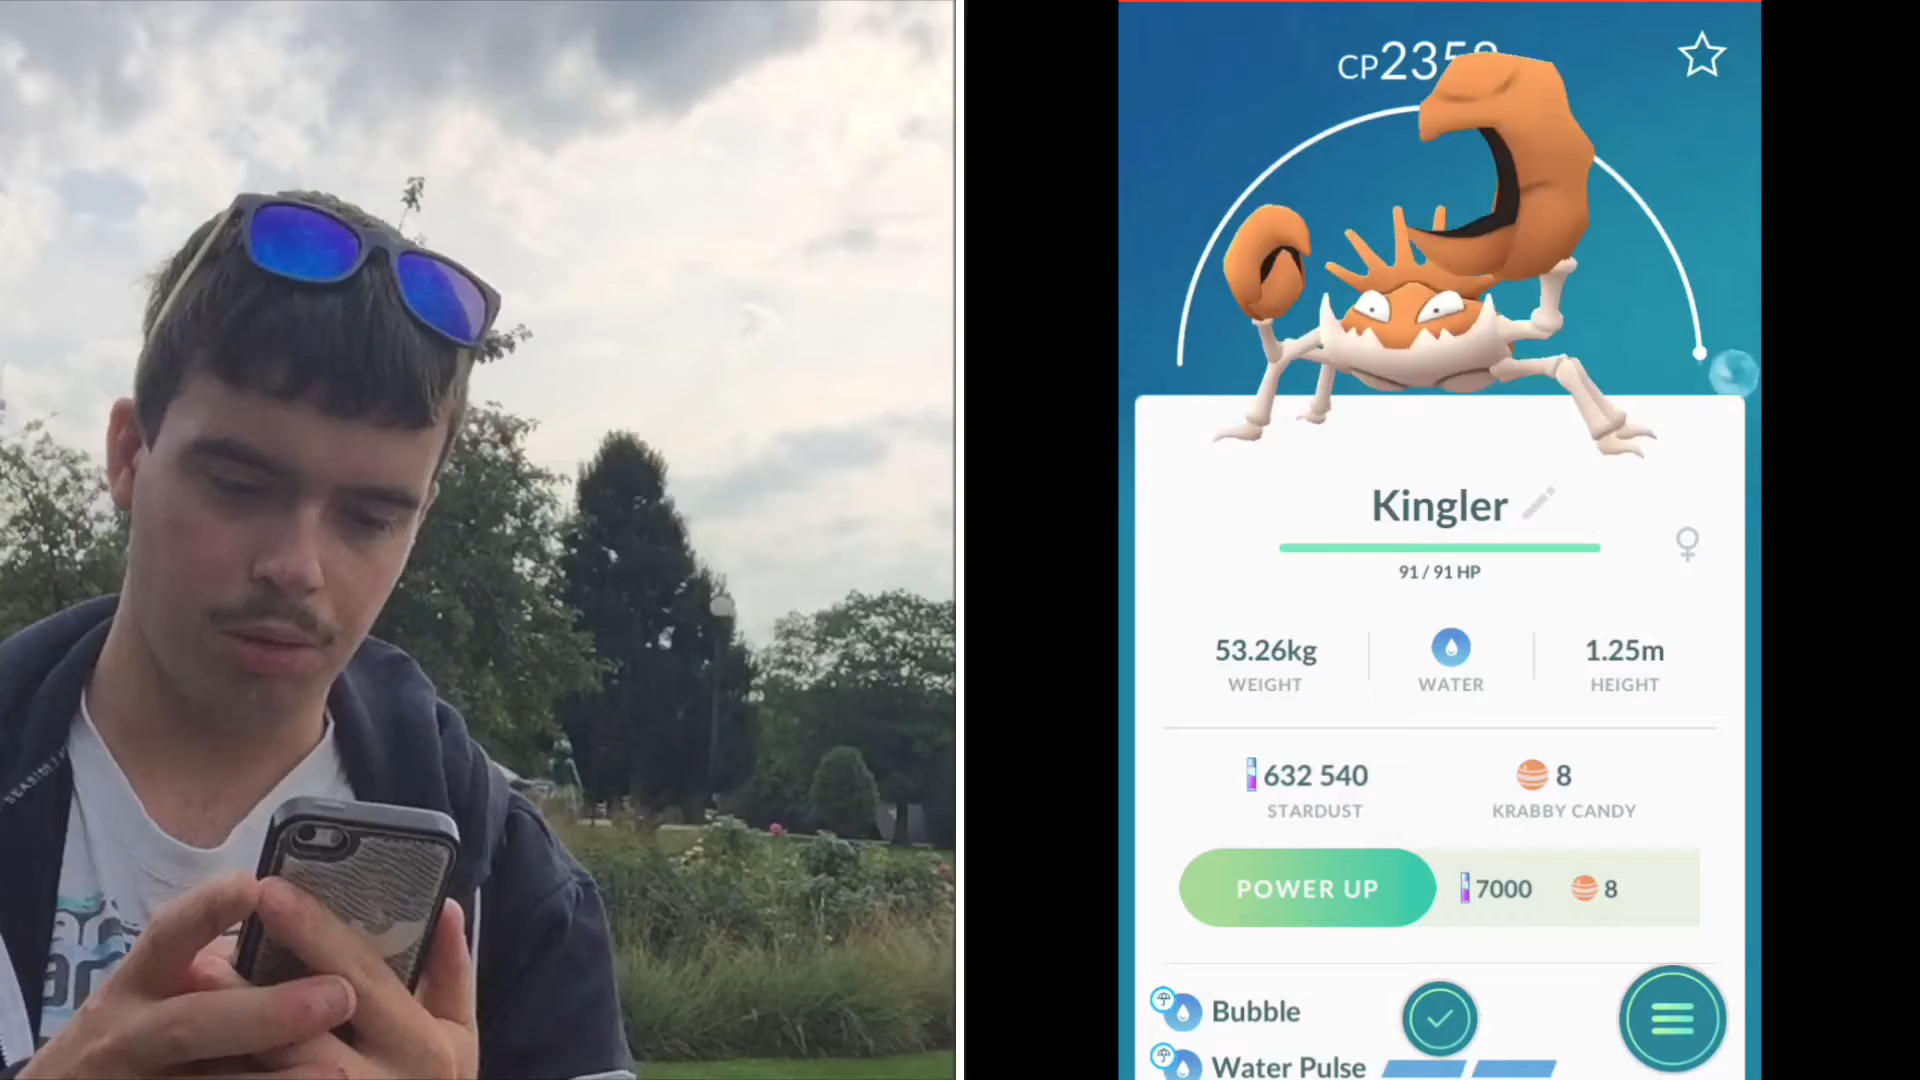 CP235
Kingler
91 / 91 HP
53.26kg
WEIGHT
WATER
1.25m
HEIGHT
632 540
STARDUST
8
KRABBY CANDY
POWER UP
7000
8
Bubble
Water Pulse